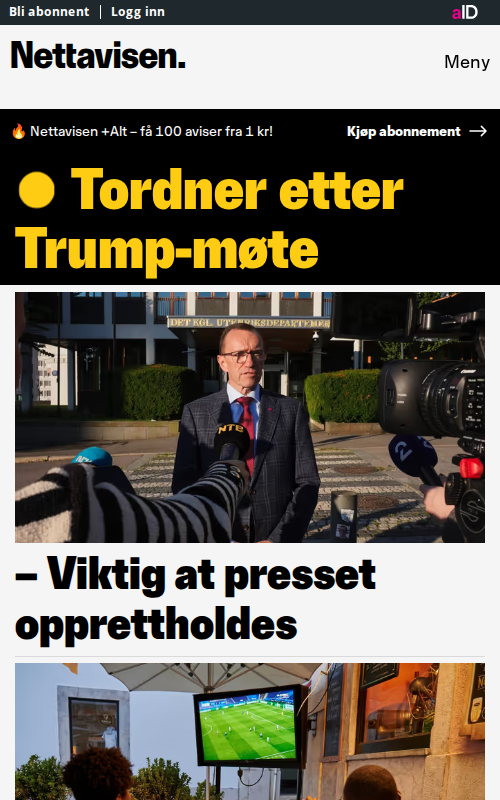 Bli abonnent | Logg inn
aID
Nettavisen.
Meny
🔥 Nettavisen +Alt – få 100 aviser fra 1 kr!
Kjøp abonnement →
Tordner etter
Trump-møte
DET KGL. UTENRIKSDEPARTEMENT
NTB
2
– Viktig at presset
opprettholdes